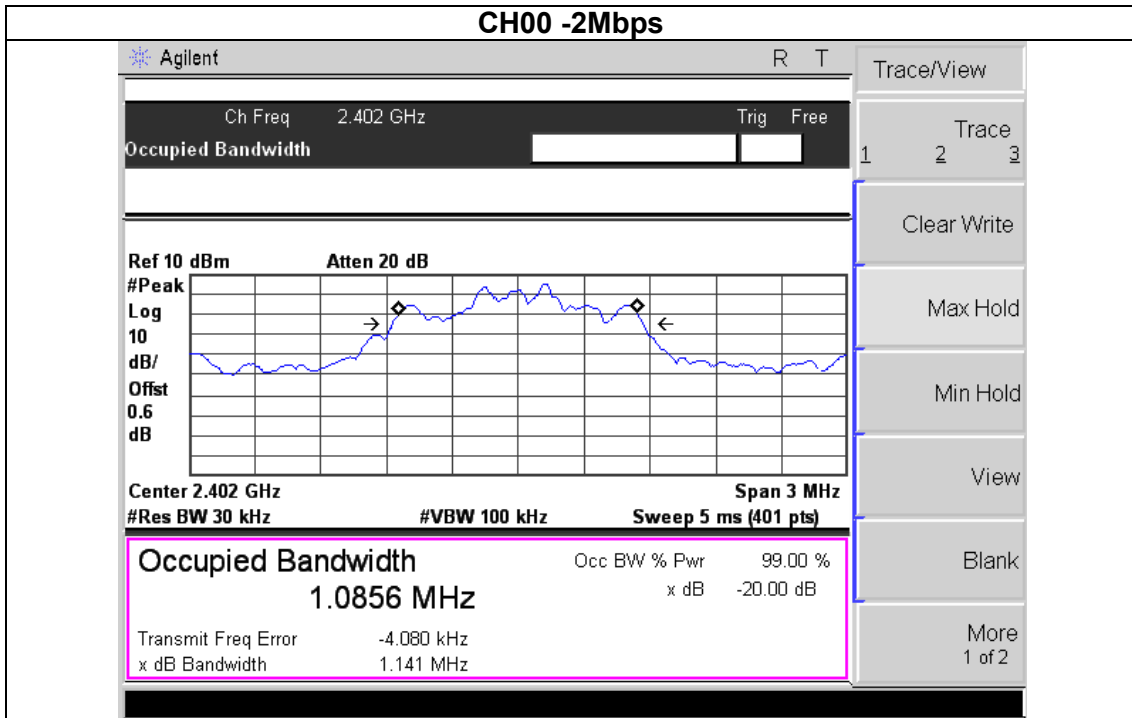 CH00 -2Mbps
Agilent R T
Trace/View
Ch Freq 2.402 GHz Trig Free
Occupied Bandwidth
Trace
1 2 3
Clear Write
Ref 10 dBm Atten 20 dB
#Peak
Log
10
dB/
Offst
0.6
dB
Max Hold
Min Hold
Center 2.402 GHz Span 3 MHz
#Res BW 30 kHz #VBW 100 kHz Sweep 5 ms (401 pts)
View
Occupied Bandwidth Occ BW % Pwr 99.00 %
1.0856 MHz x dB -20.00 dB
Blank
Transmit Freq Error -4.080 kHz
x dB Bandwidth 1.141 MHz
More
1 of 2